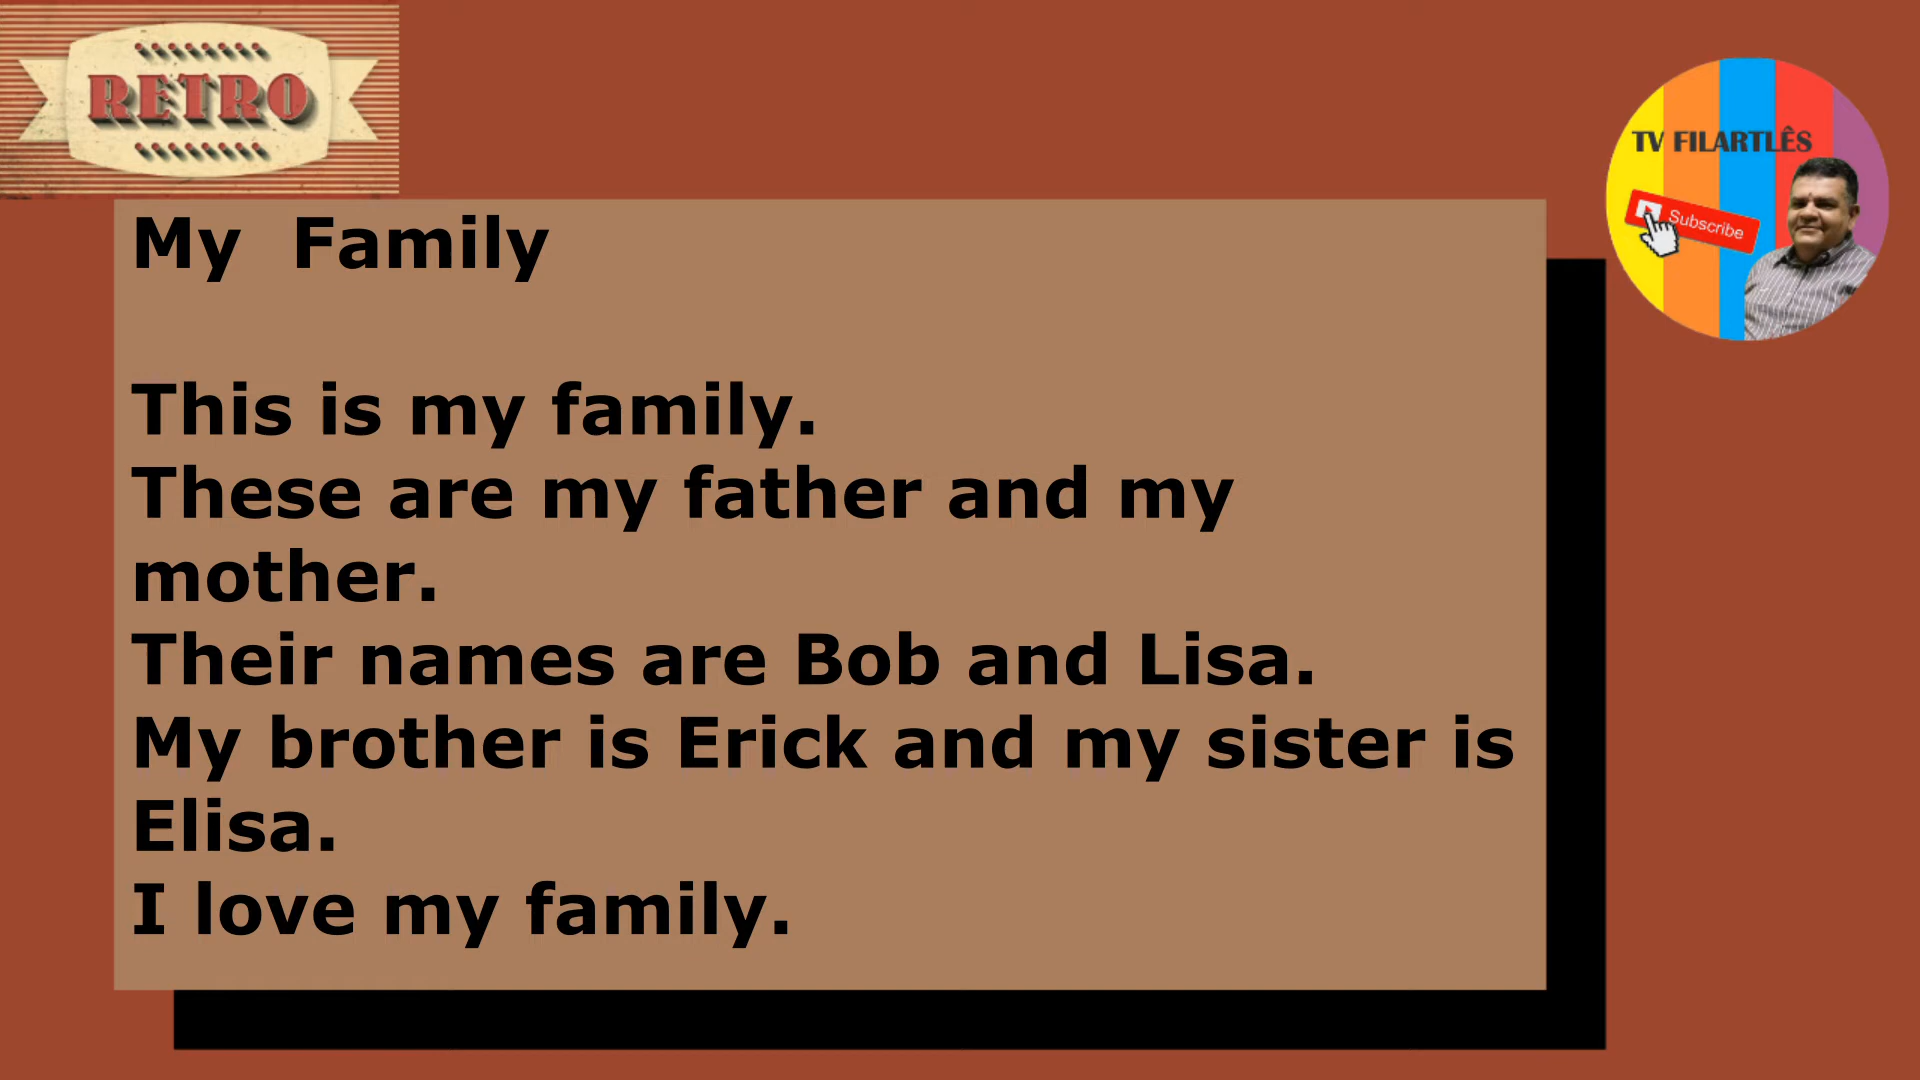 RETRO
TV FILARTLÊS
Subscribe
My  Family
This is my family.
These are my father and my
mother.
Their names are Bob and Lisa.
My brother is Erick and my sister is
Elisa.
I love my family.